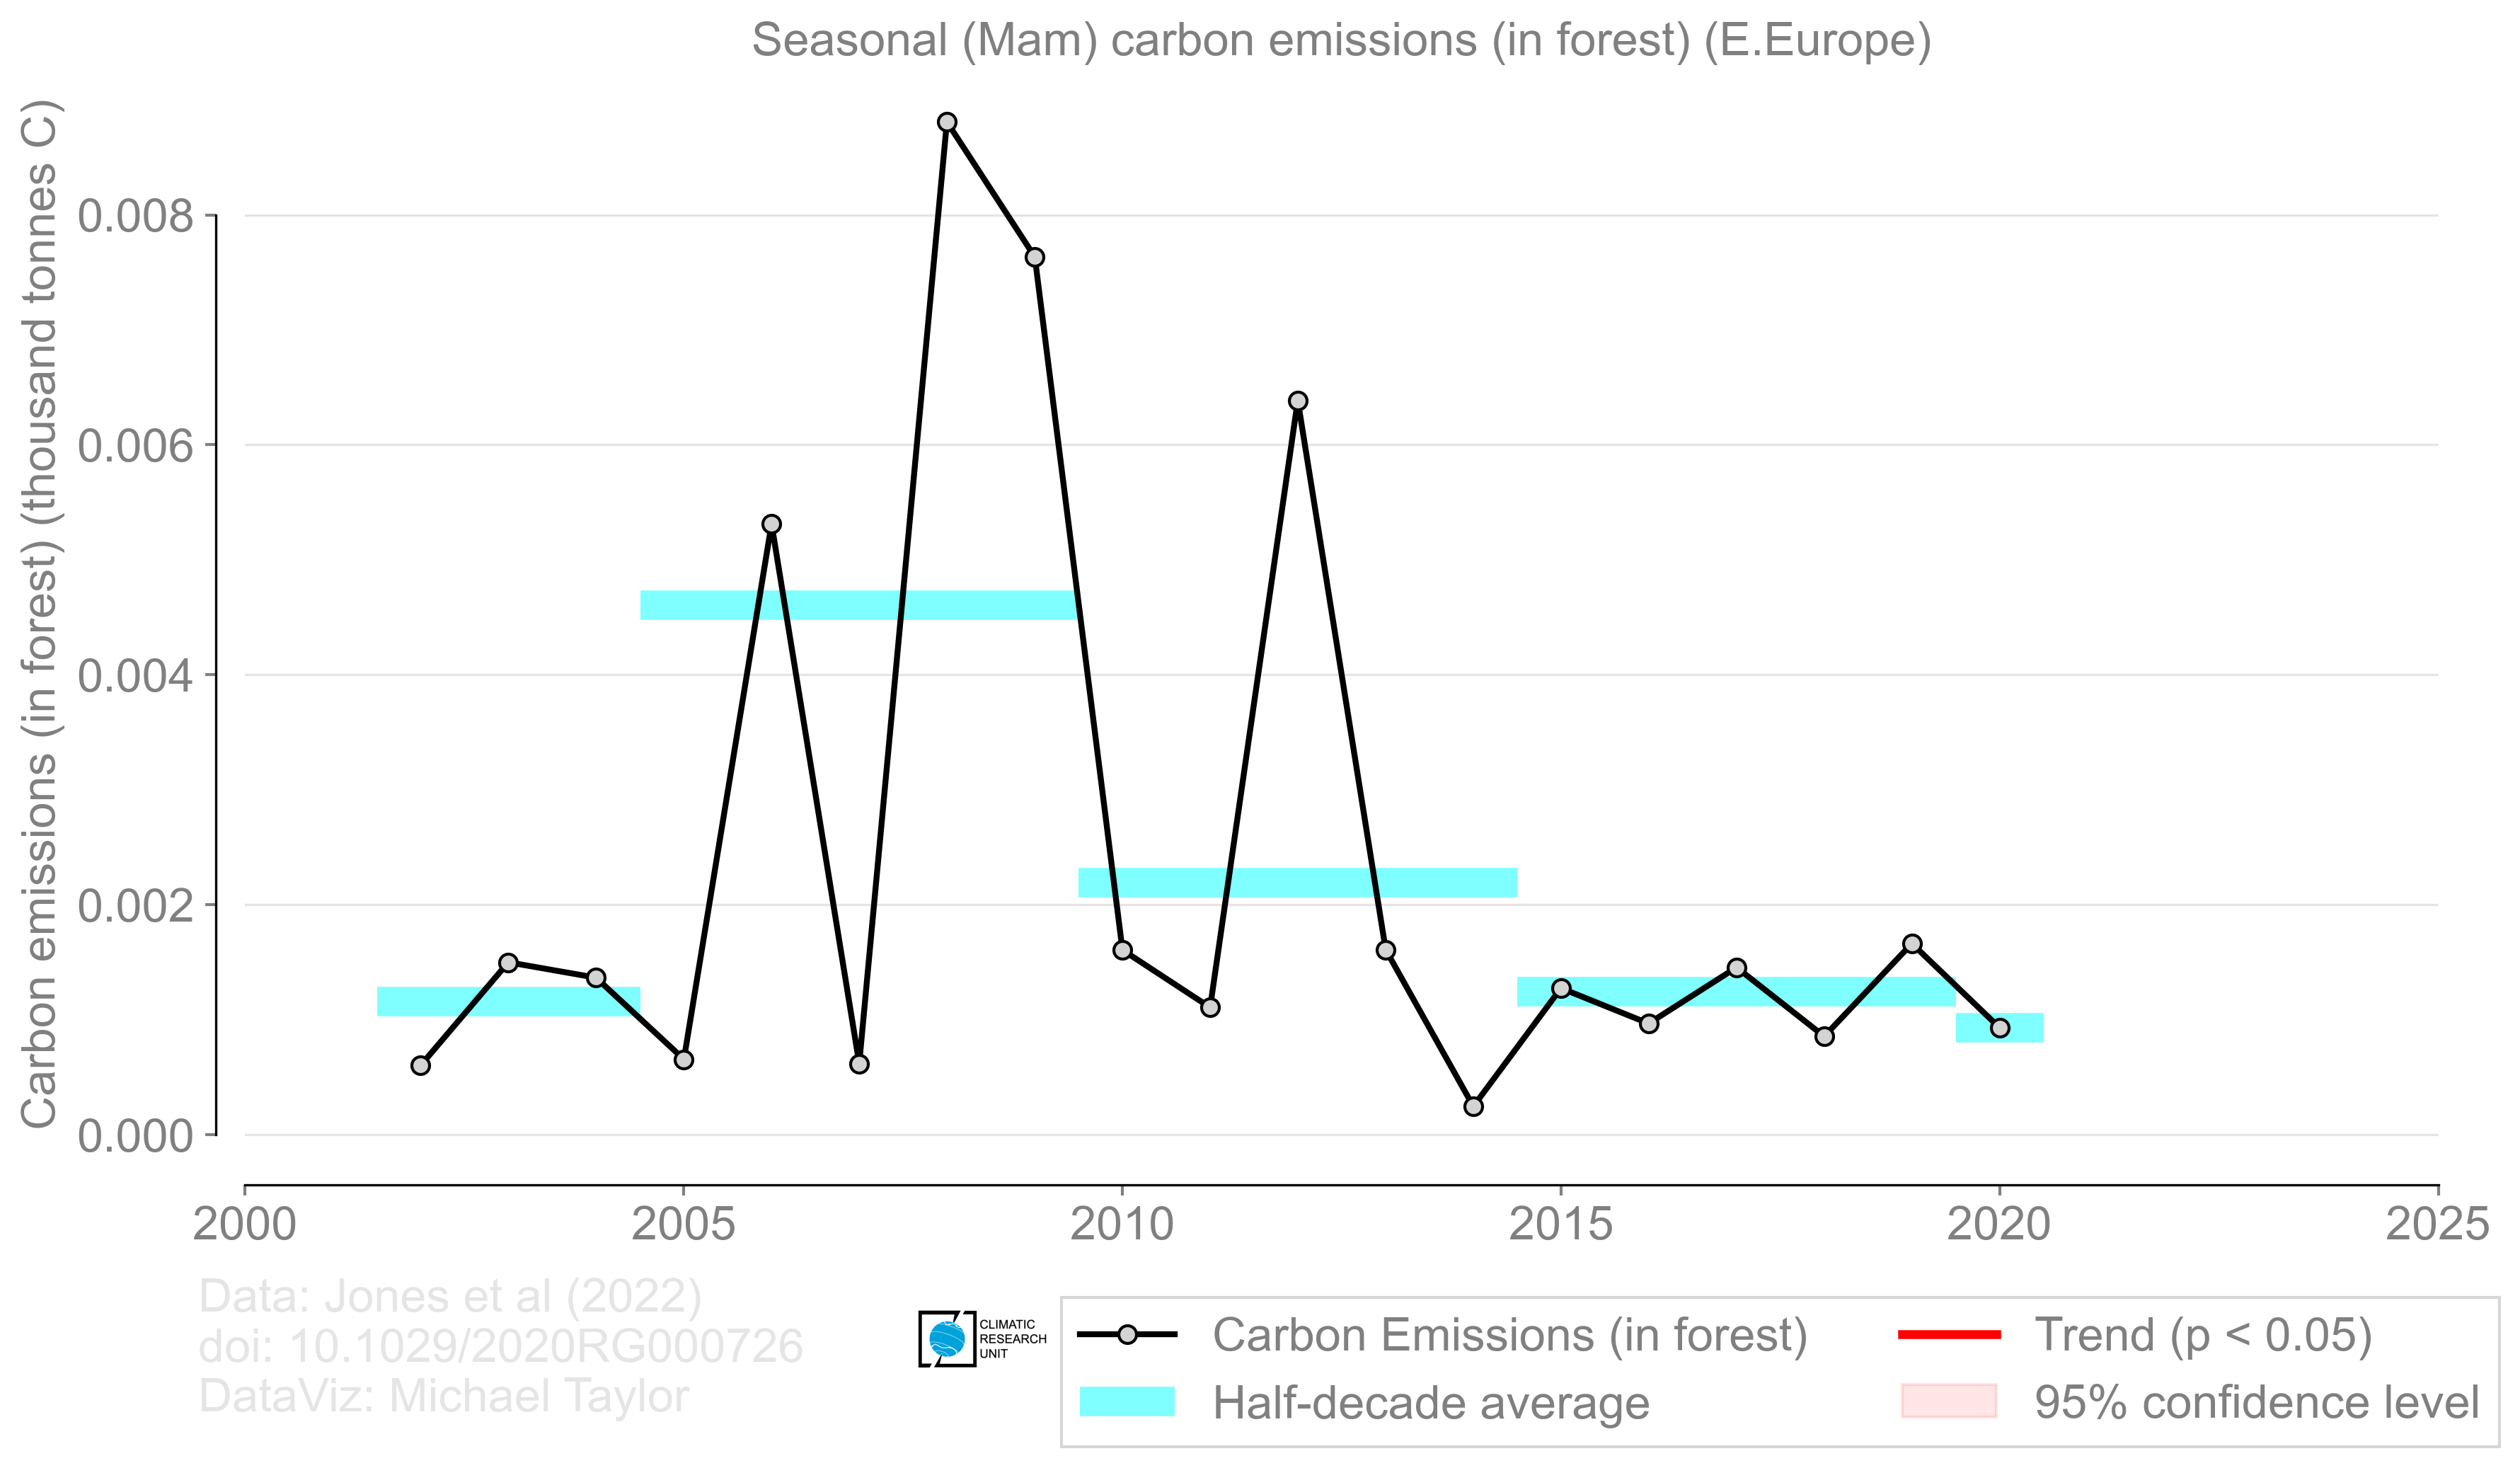 Seasonal (Mam) carbon emissions (in forest) (E.Europe)
Carbon emissions (in forest) (thousand tonnes C)
0.008
0.006
0.004
0.002
0.000
2000 2005 2010 2015 2020 2025
Data: Jones et al (2022)
doi: 10.1029/2020RG000726
DataViz: Michael Taylor
CLIMATIC
RESEARCH
UNIT
Carbon Emissions (in forest)
Half-decade average
Trend (p < 0.05)
95% confidence level